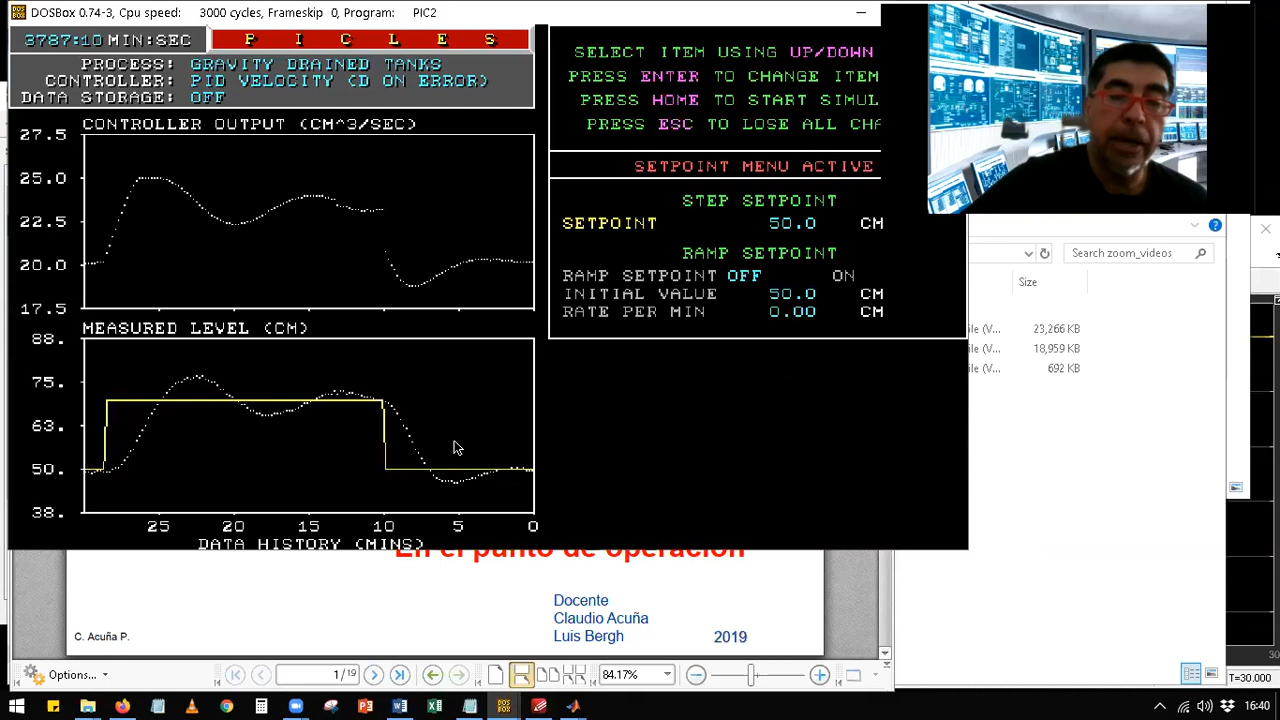 DOSBox 0.74-3, Cpu speed: 3000 cycles, Frameskip 0, Program: PIC2
3787:10 MIN:SEC
P I C L E S
PROCESS: GRAVITY DRAINED TANKS
CONTROLLER: PID VELOCITY (D ON ERROR)
DATA STORAGE: OFF
CONTROLLER OUTPUT (CM^3/SEC)
27.5
25.0
22.5
20.0
17.5
MEASURED LEVEL (CM)
88.
75.
63.
50.
38.
25 20 15 10 5 0
DATA HISTORY (MINS)
SELECT ITEM USING UP/DOWN
PRESS ENTER TO CHANGE ITEM
PRESS HOME TO START SIMUL
PRESS ESC TO LOSE ALL CHA
SETPOINT MENU ACTIVE
STEP SETPOINT
SETPOINT 50.0 CM
RAMP SETPOINT
RAMP SETPOINT OFF ON
INITIAL VALUE 50.0 CM
RATE PER MIN 0.00 CM
Search zoom_videos
Size
ile (V... 23,266 KB
ile (V... 18,959 KB
ile (V... 692 KB
En el punto de operación
Docente
Claudio Acuña
Luis Bergh 2019
C. Acuña P.
Options...
1/19
84.17%
30
T=30.000
16:40